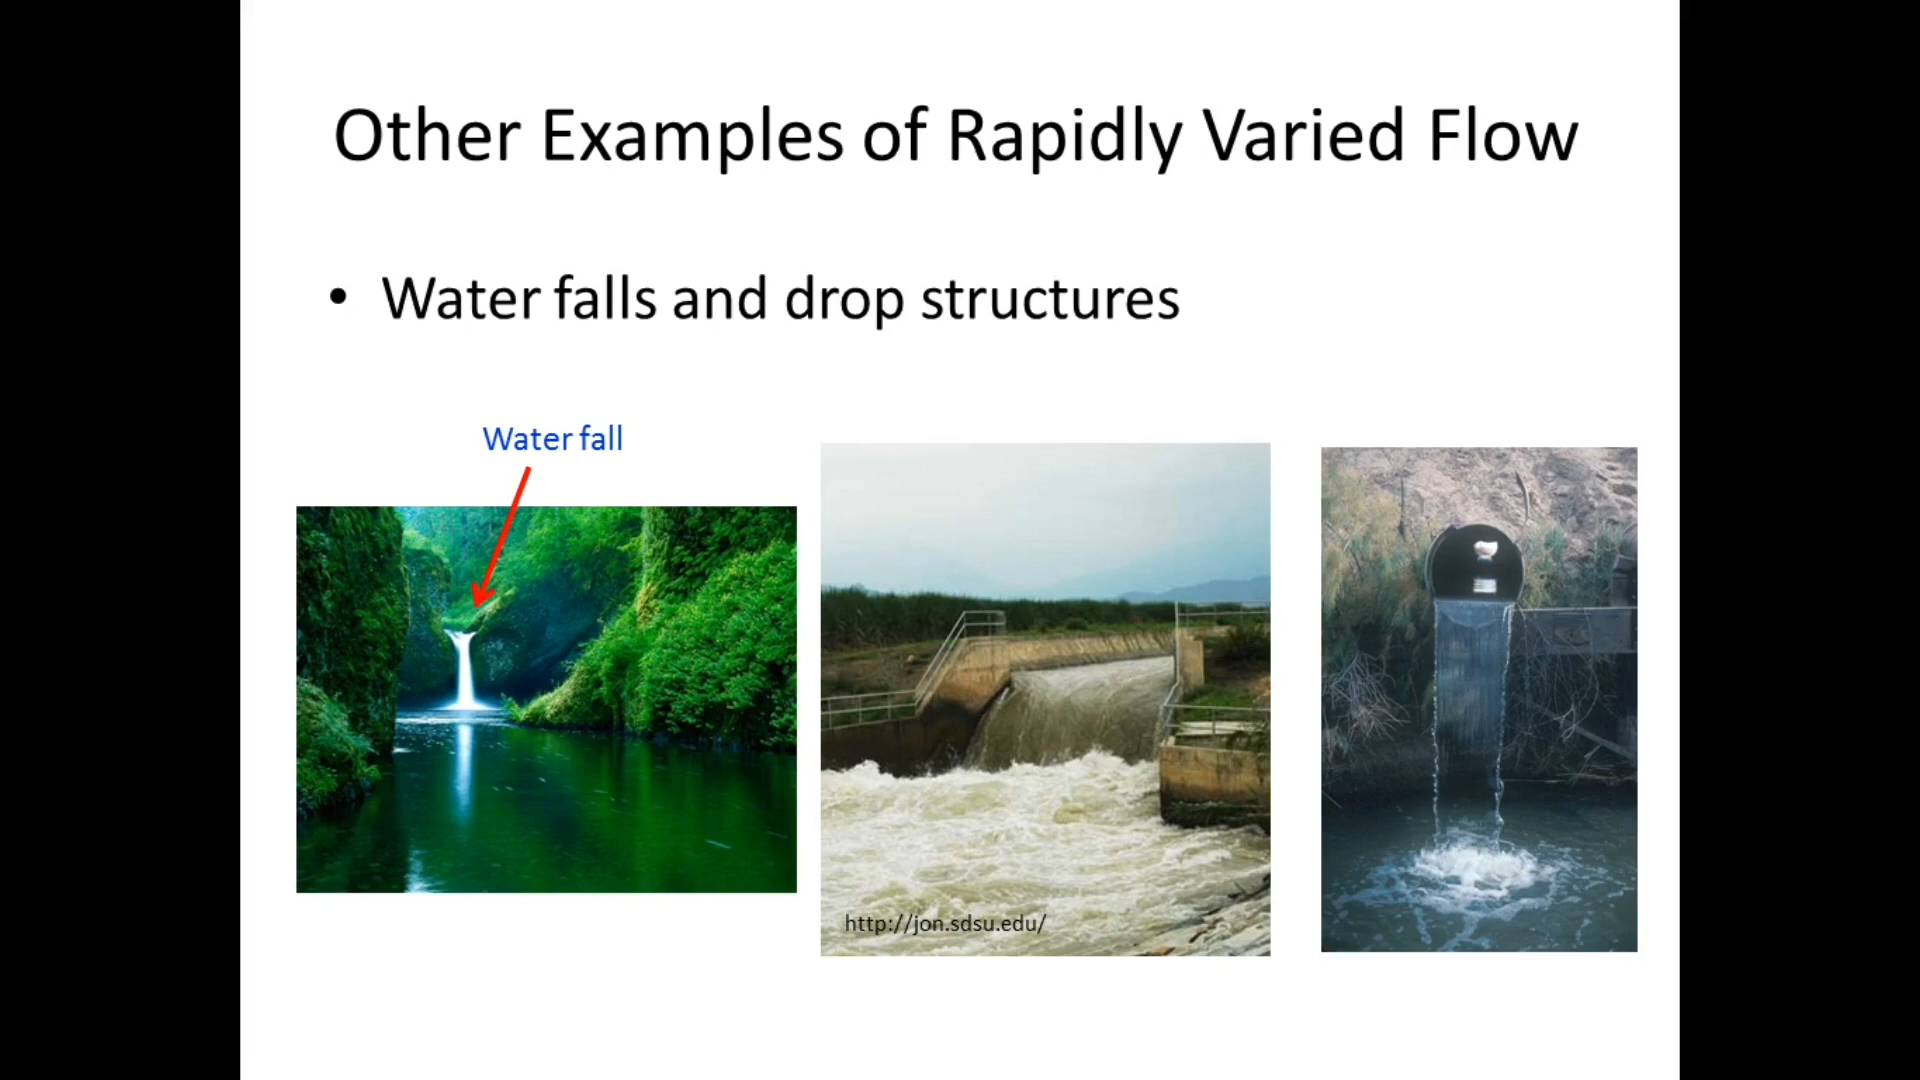 Other Examples of Rapidly Varied Flow
• Water falls and drop structures
Water fall
http://jon.sdsu.edu/